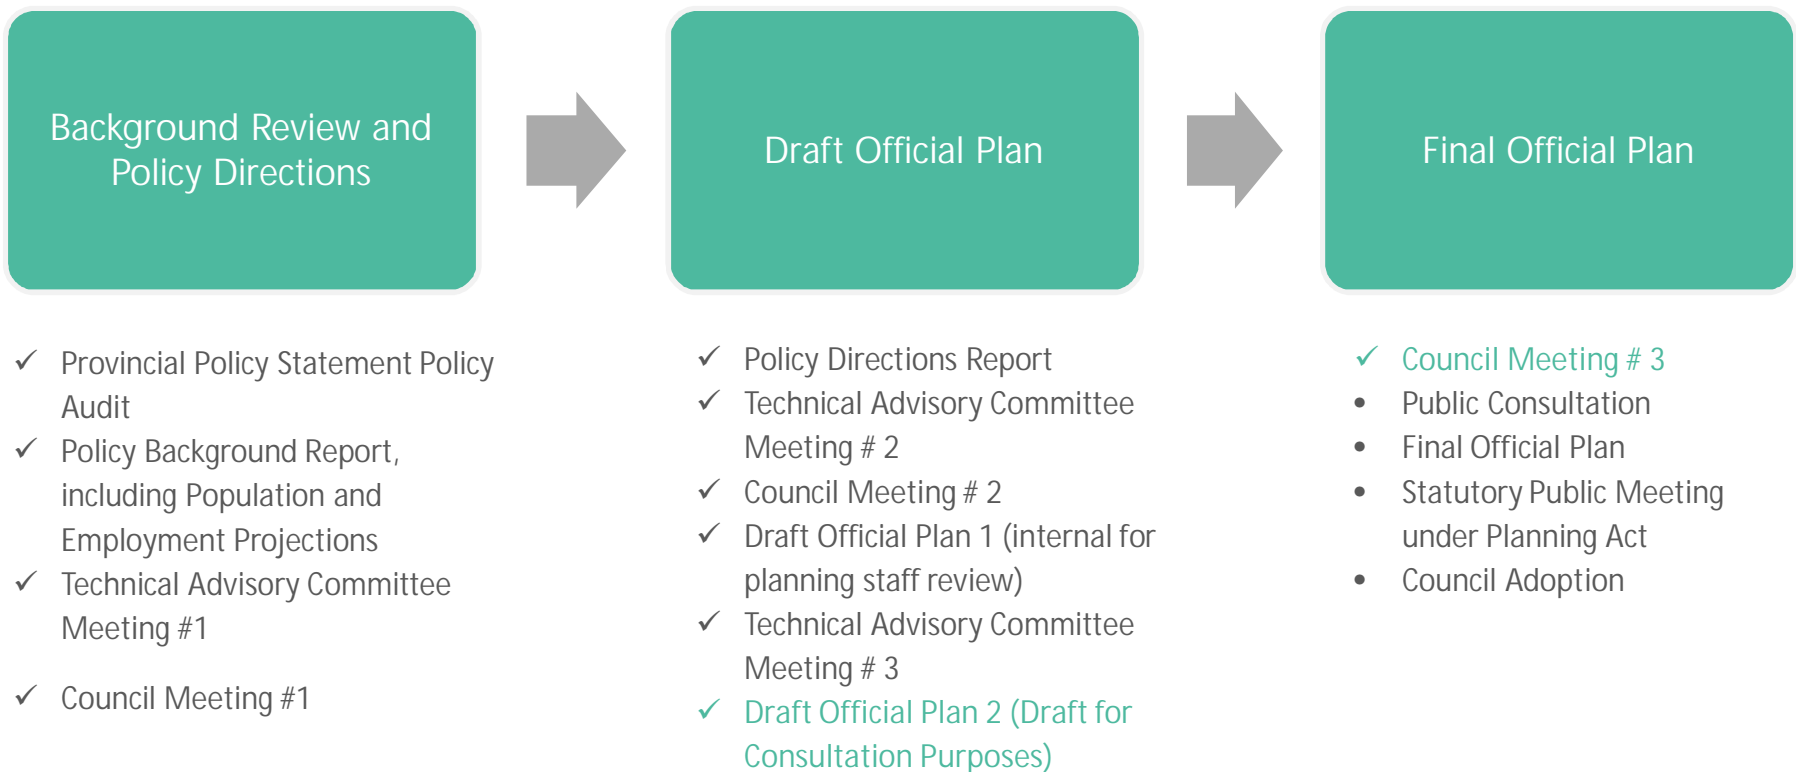 Background Review and
Policy Directions
Draft Official Plan
Final Official Plan
✓ Provincial Policy Statement Policy
Audit
✓ Policy Background Report,
including Population and
Employment Projections
✓ Technical Advisory Committee
Meeting #1
✓ Council Meeting #1
✓ Policy Directions Report
✓ Technical Advisory Committee
Meeting # 2
✓ Council Meeting # 2
✓ Draft Official Plan 1 (internal for
planning staff review)
✓ Technical Advisory Committee
Meeting # 3
✓ Draft Official Plan 2 (Draft for
Consultation Purposes)
✓ Council Meeting # 3
• Public Consultation
• Final Official Plan
• Statutory Public Meeting
under Planning Act
• Council Adoption